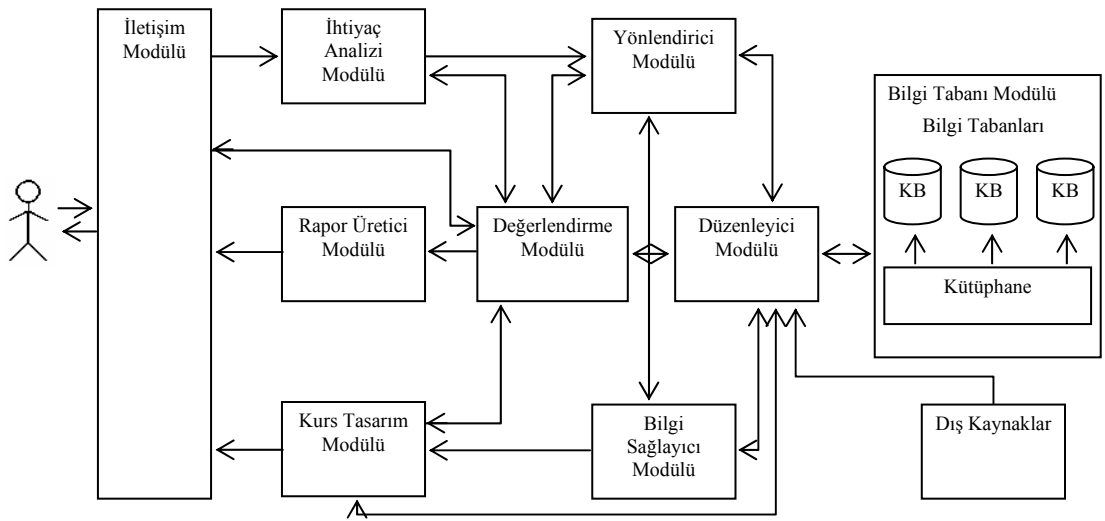 İletişim
Modülü
İhtiyaç
Analizi
Modülü
Yönlendirici
Modülü
Bilgi Tabanı Modülü
Bilgi Tabanları
KB
KB
KB
Kütüphane
Rapor Üretici
Modülü
Değerlendirme
Modülü
Düzenleyici
Modülü
Kurs Tasarım
Modülü
Bilgi
Sağlayıcı
Modülü
Dış Kaynaklar